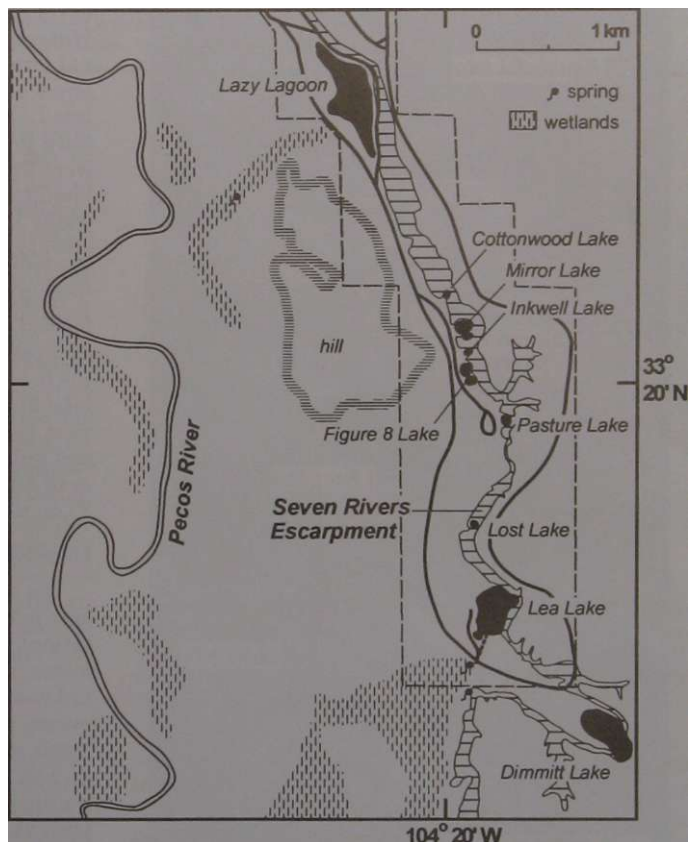 0 1 km
Lazy Lagoon
spring
wetlands
Cottonwood Lake
Mirror Lake
Inkwell Lake
hill
33°
20' N
Figure 8 Lake
Pasture Lake
Pecos River
Seven Rivers
Escarpment
Lost Lake
Lea Lake
Dimmitt Lake
104° 20' W